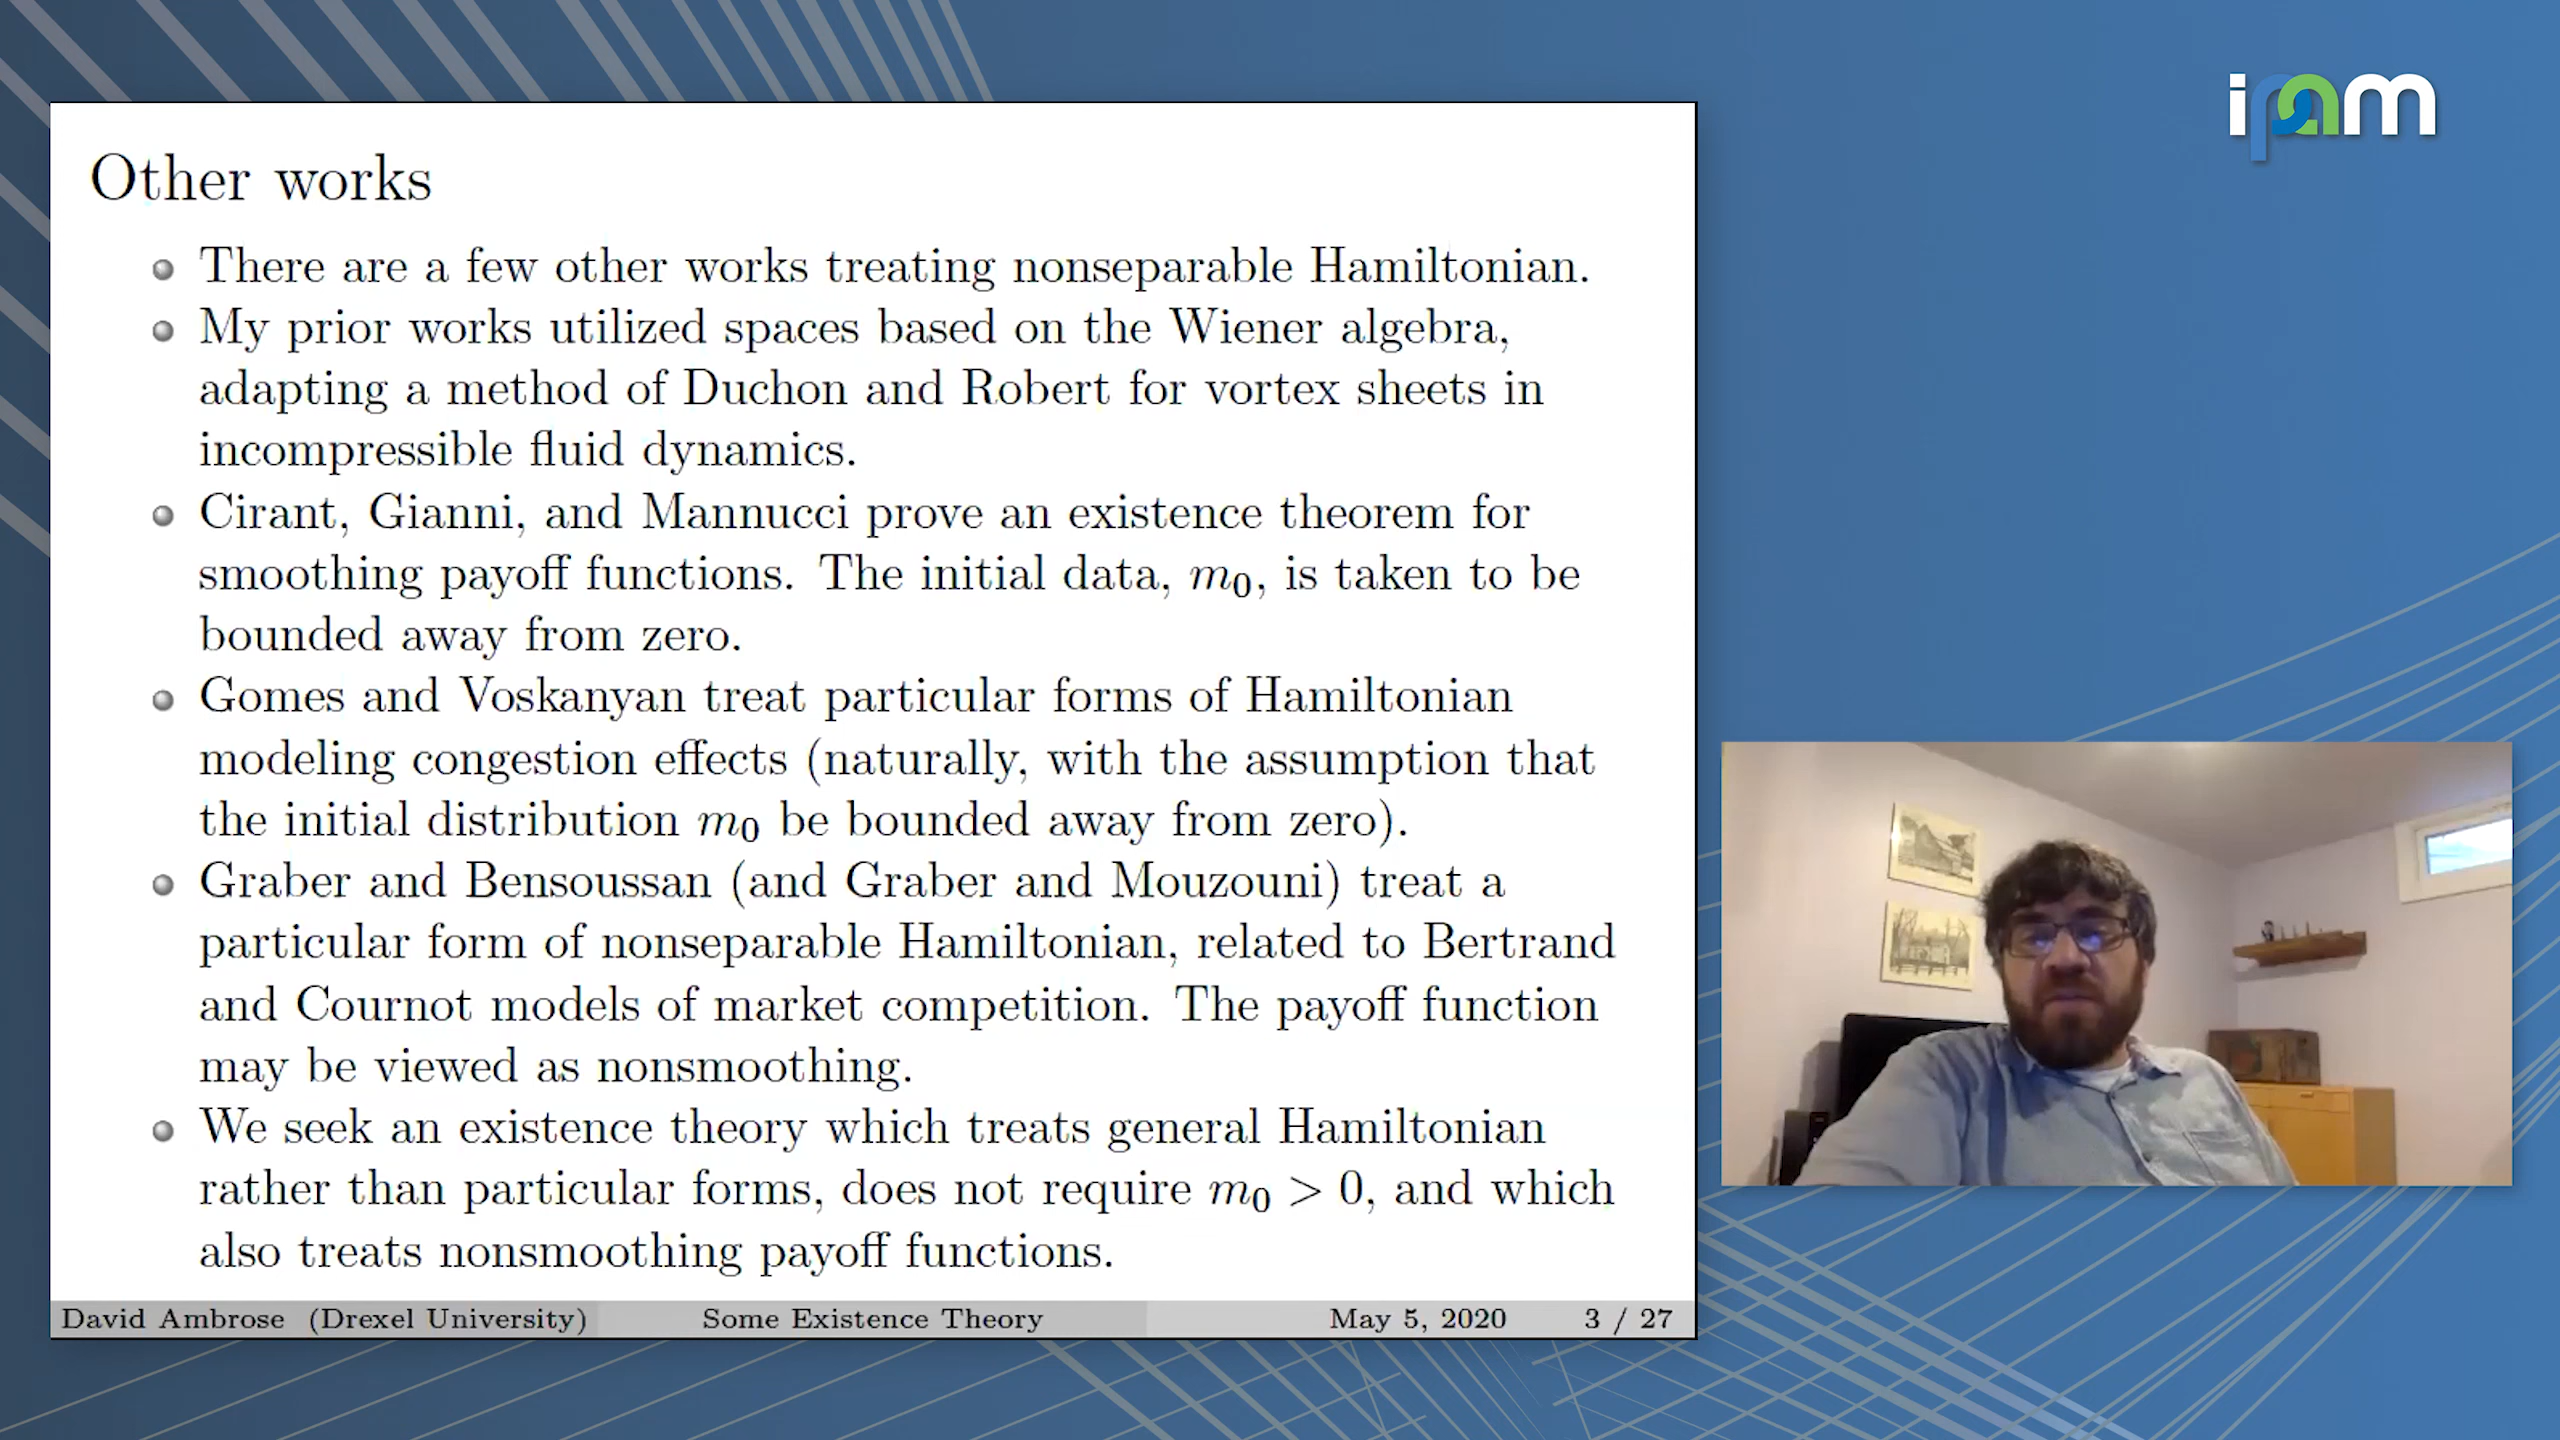 ipam
Other works
There are a few other works treating nonseparable Hamiltonian.
My prior works utilized spaces based on the Wiener algebra,
adapting a method of Duchon and Robert for vortex sheets in
incompressible fluid dynamics.
Cirant, Gianni, and Mannucci prove an existence theorem for
smoothing payoff functions. The initial data, m₀, is taken to be
bounded away from zero.
Gomes and Voskanyan treat particular forms of Hamiltonian
modeling congestion effects (naturally, with the assumption that
the initial distribution m₀ be bounded away from zero).
Graber and Bensoussan (and Graber and Mouzouni) treat a
particular form of nonseparable Hamiltonian, related to Bertrand
and Cournot models of market competition. The payoff function
may be viewed as nonsmoothing.
We seek an existence theory which treats general Hamiltonian
rather than particular forms, does not require m₀ > 0, and which
also treats nonsmoothing payoff functions.
David Ambrose (Drexel University) Some Existence Theory May 5, 2020 3 / 27